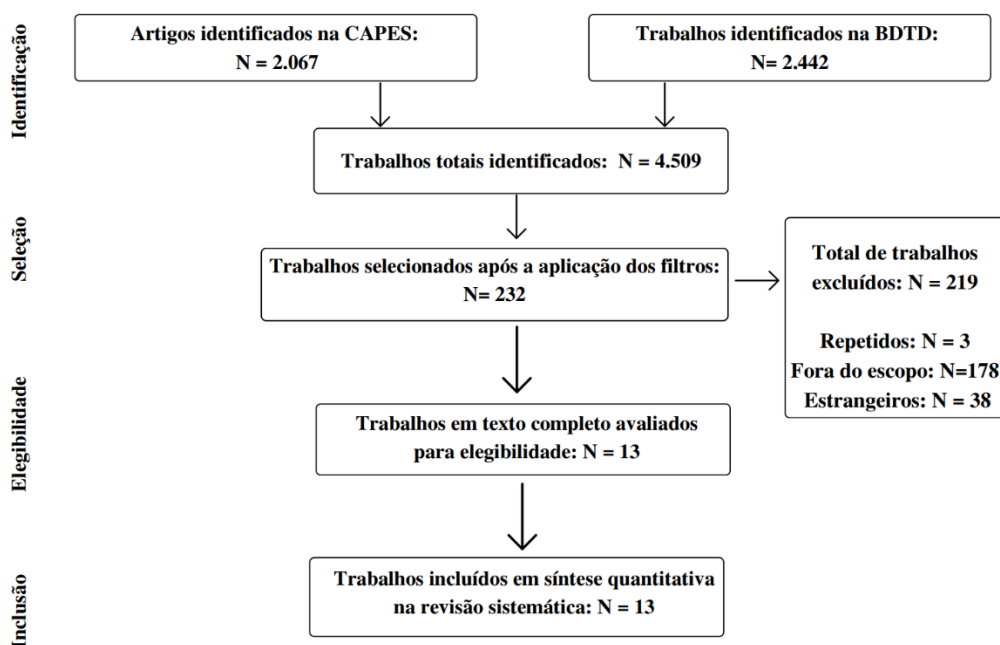 Identificação
Artigos identificados na CAPES:
N = 2.067
Trabalhos identificados na BDTD:
N= 2.442
Trabalhos totais identificados:  N = 4.509
Seleção
Trabalhos selecionados após a aplicação dos filtros:
N= 232
Total de trabalhos
excluídos: N = 219
Repetidos: N = 3
Fora do escopo: N=178
Estrangeiros: N = 38
Elegibilidade
Trabalhos em texto completo avaliados
para elegibilidade: N = 13
Inclusão
Trabalhos incluídos em síntese quantitativa
na revisão sistemática: N = 13